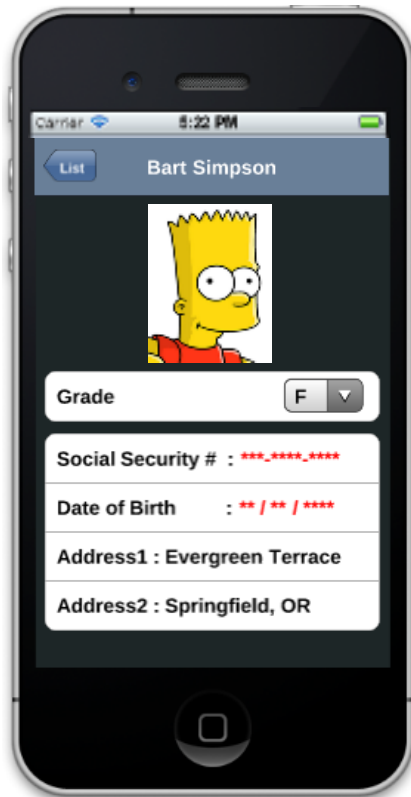 Carrier 5:22 PM
List Bart Simpson
Grade F
Social Security # : ***-****-****
Date of Birth : ** / ** / ****
Address1 : Evergreen Terrace
Address2 : Springfield, OR